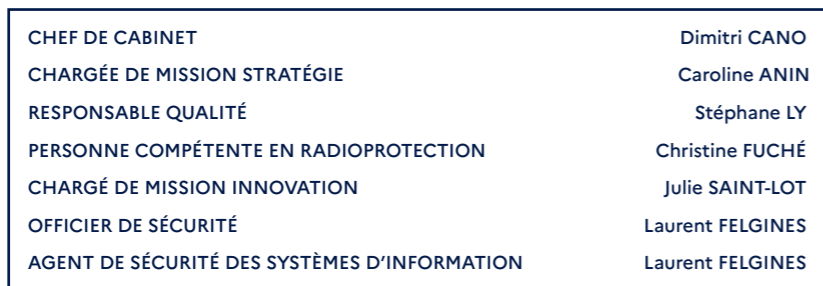 CHEF DE CABINET Dimitri CANO
CHARGÉE DE MISSION STRATÉGIE Caroline ANIN
RESPONSABLE QUALITÉ Stéphane LY
PERSONNE COMPÉTENTE EN RADIOPROTECTION Christine FUCHÉ
CHARGÉ DE MISSION INNOVATION Julie SAINT-LOT
OFFICIER DE SÉCURITÉ Laurent FELGINES
AGENT DE SÉCURITÉ DES SYSTÈMES D’INFORMATION Laurent FELGINES